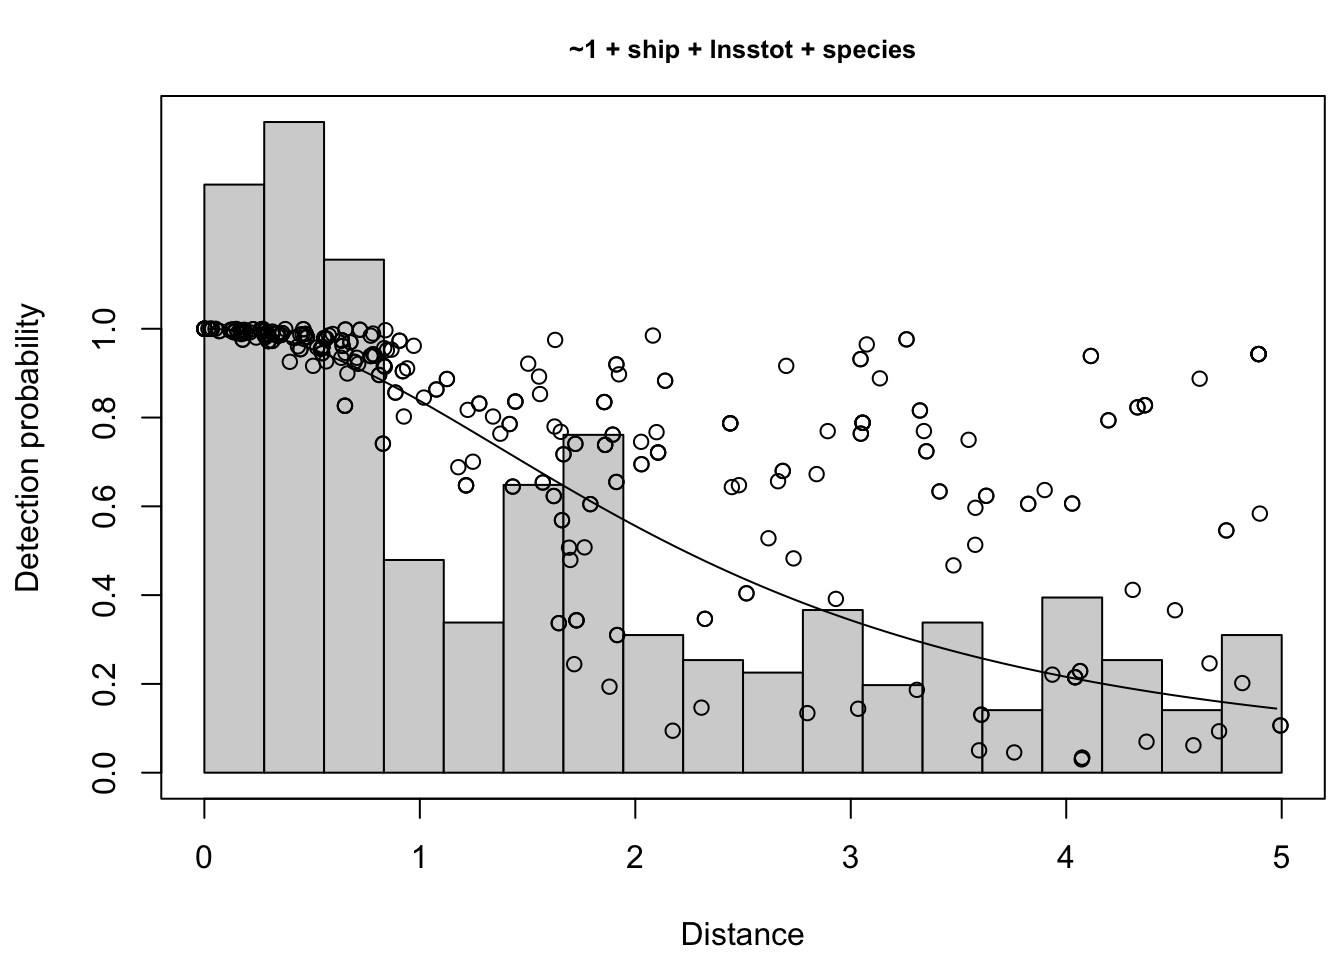 ~1 + ship + lnsstot + species
Detection probability
1.0
0.8
0.6
0.4
0.2
0.0
0 1 2 3 4 5
Distance